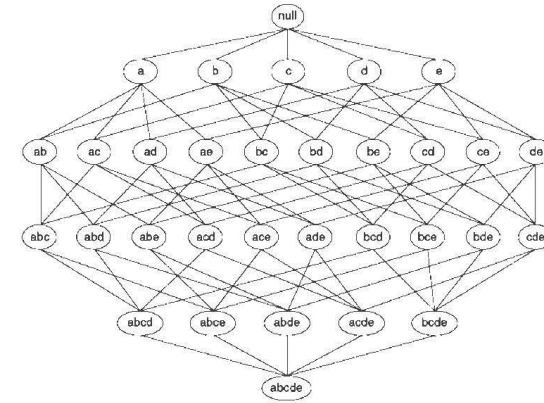 null
a b c d e
ab ac ad ae bc bd be cd ce de
abc abd abe acd ace ade bcd bce bde cde
abcd abce abde acde bcde
abcde